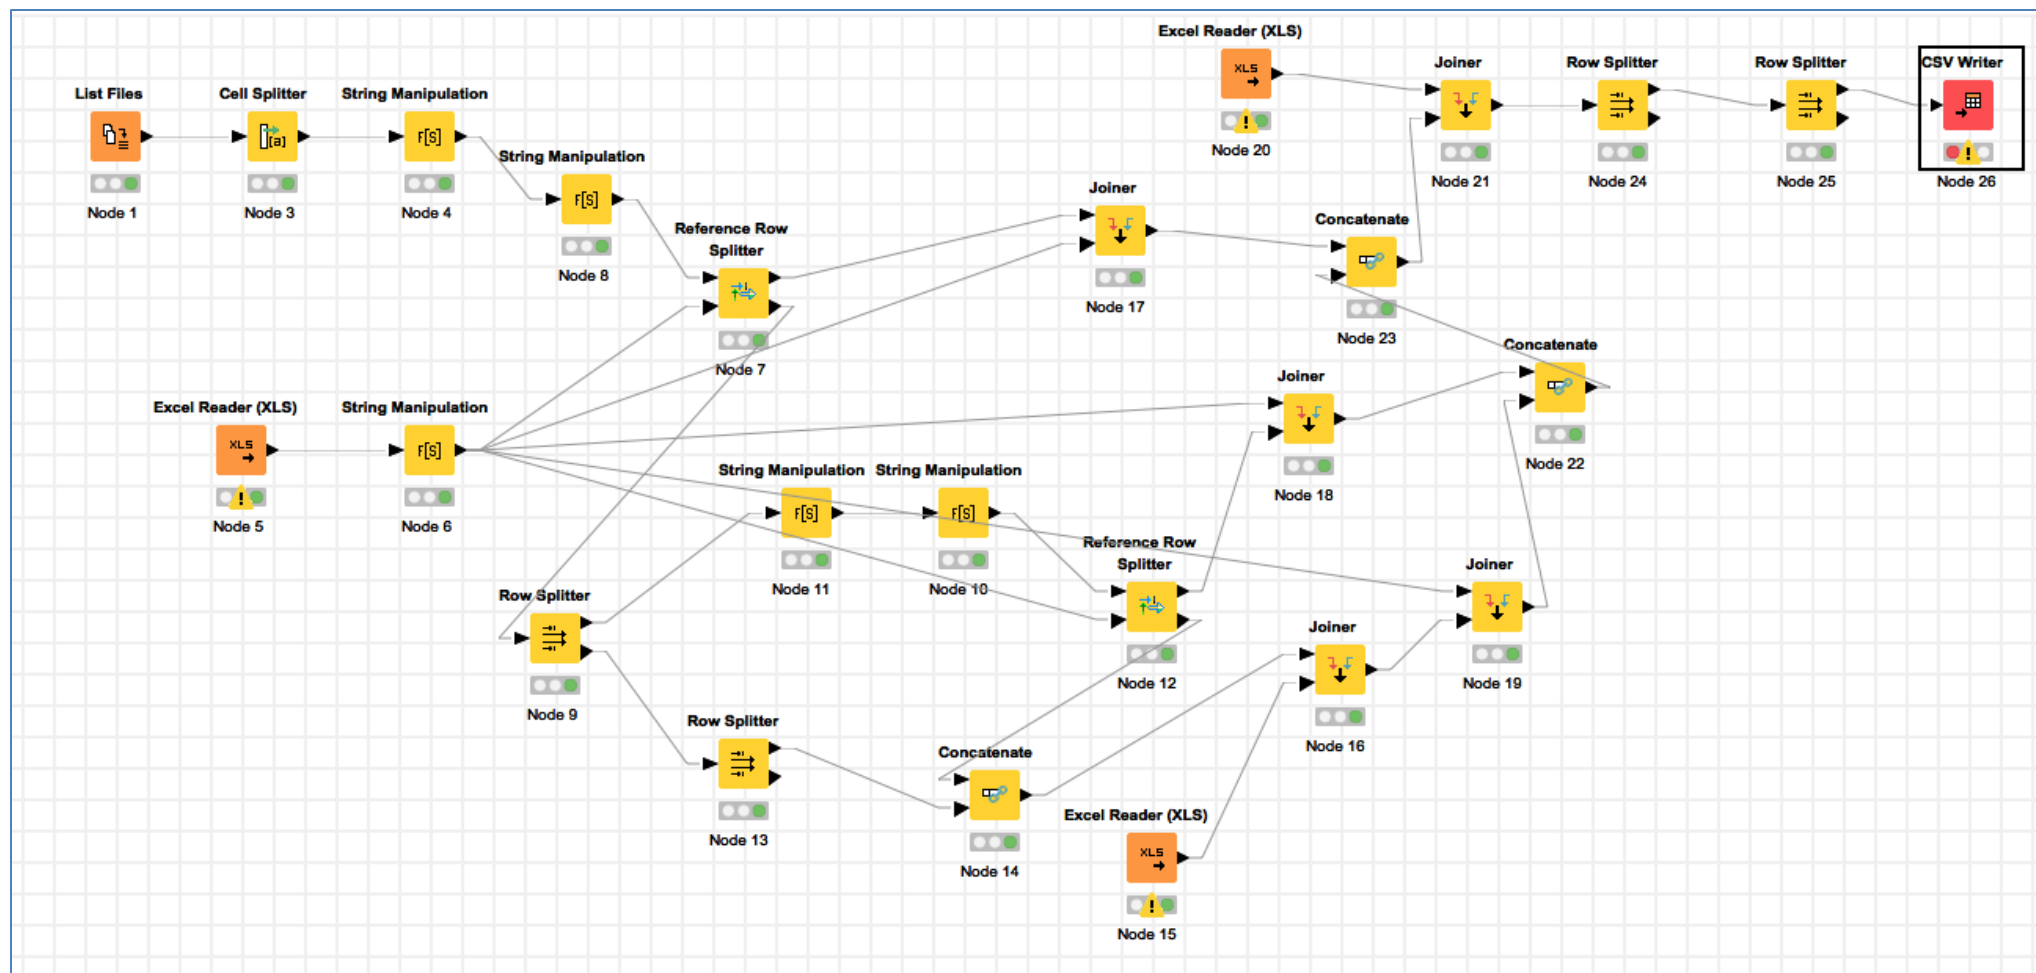 Excel Reader (XLS)
XLS
Node 20
Joiner
Node 21
Row Splitter
Node 24
Row Splitter
Node 25
CSV Writer
Node 26
List Files
Node 1
Cell Splitter
[a]
Node 3
String Manipulation
F[S]
Node 4
String Manipulation
F[S]
Node 8
Reference Row
Splitter
Node 7
Joiner
Node 17
Concatenate
Node 23
Concatenate
Node 22
Excel Reader (XLS)
XLS
Node 5
String Manipulation
F[S]
Node 6
Joiner
Node 18
String Manipulation
F[S]
Node 11
String Manipulation
F[S]
Node 10
Reference Row
Splitter
Node 12
Joiner
Node 19
Row Splitter
Node 9
Joiner
Node 16
Row Splitter
Node 13
Concatenate
Node 14
Excel Reader (XLS)
XLS
Node 15